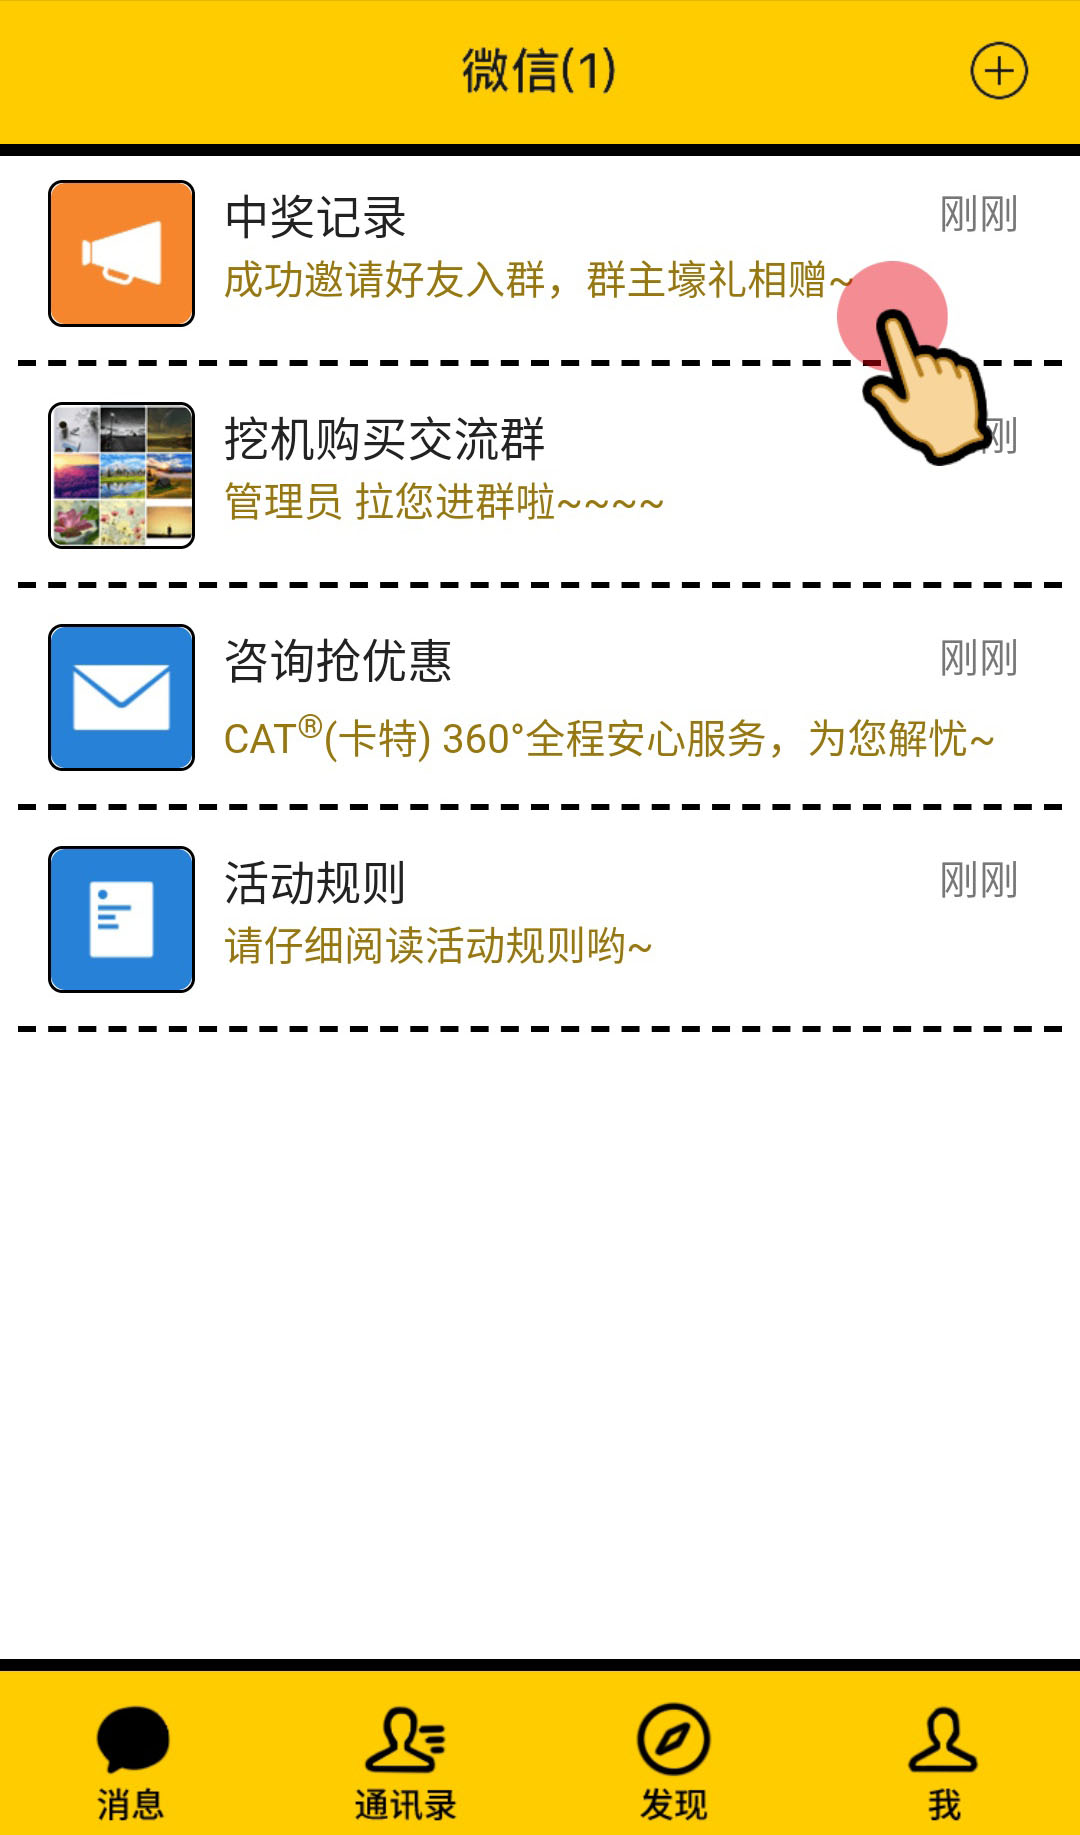 微信(1)
中奖记录
刚刚
成功邀请好友入群，群主壕礼相赠~
挖机购买交流群
刚
管理员 拉您进群啦~~~~
咨询抢优惠
刚刚
CAT®(卡特) 360°全程安心服务，为您解忧~
活动规则
刚刚
请仔细阅读活动规则哟~
消息
通讯录
发现
我